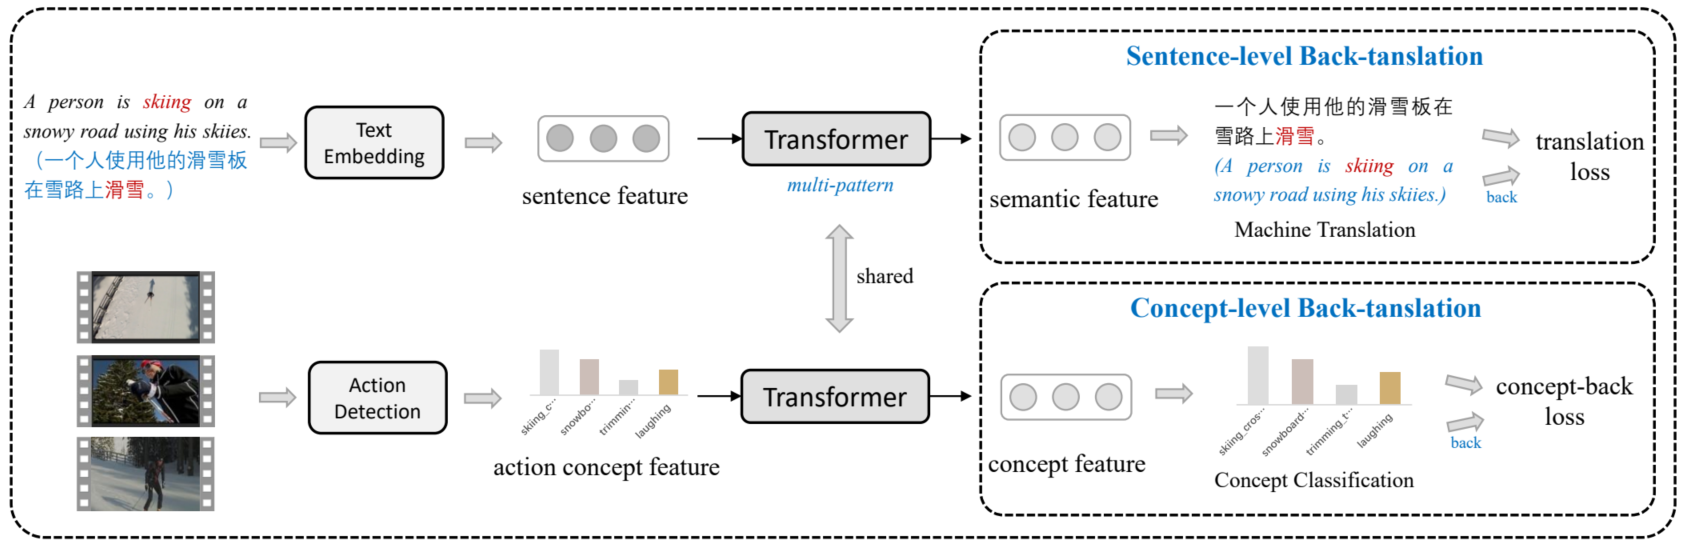 A person is skiing on a
snowy road using his skiies.
（一个人使用他的滑雪板
在雪路上滑雪。）
Text
Embedding
sentence feature
Transformer
multi-pattern
Sentence-level Back-tanslation
semantic feature
一个人使用他的滑雪板在
雪路上滑雪。
(A person is skiing on a
snowy road using his skiies.)
Machine Translation
back
translation
loss
shared
Action
Detection
skiing_c...
snowbo...
trimmin...
laughing
action concept feature
Transformer
Concept-level Back-tanslation
concept feature
skiing_cros...
snowboard...
trimming_t...
laughing
Concept Classification
back
concept-back
loss